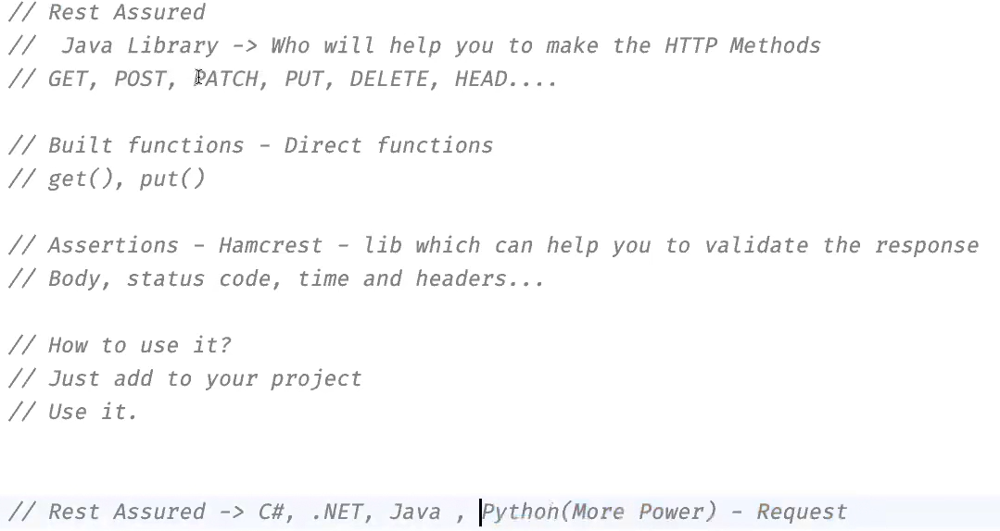 // Rest Assured
//  Java Library -> Who will help you to make the HTTP Methods
// GET, POST, PATCH, PUT, DELETE, HEAD....
// Built functions - Direct functions
// get(), put()
// Assertions - Hamcrest - lib which can help you to validate the response
// Body, status code, time and headers...
// How to use it?
// Just add to your project
// Use it.
// Rest Assured -> C#, .NET, Java , Python(More Power) - Request